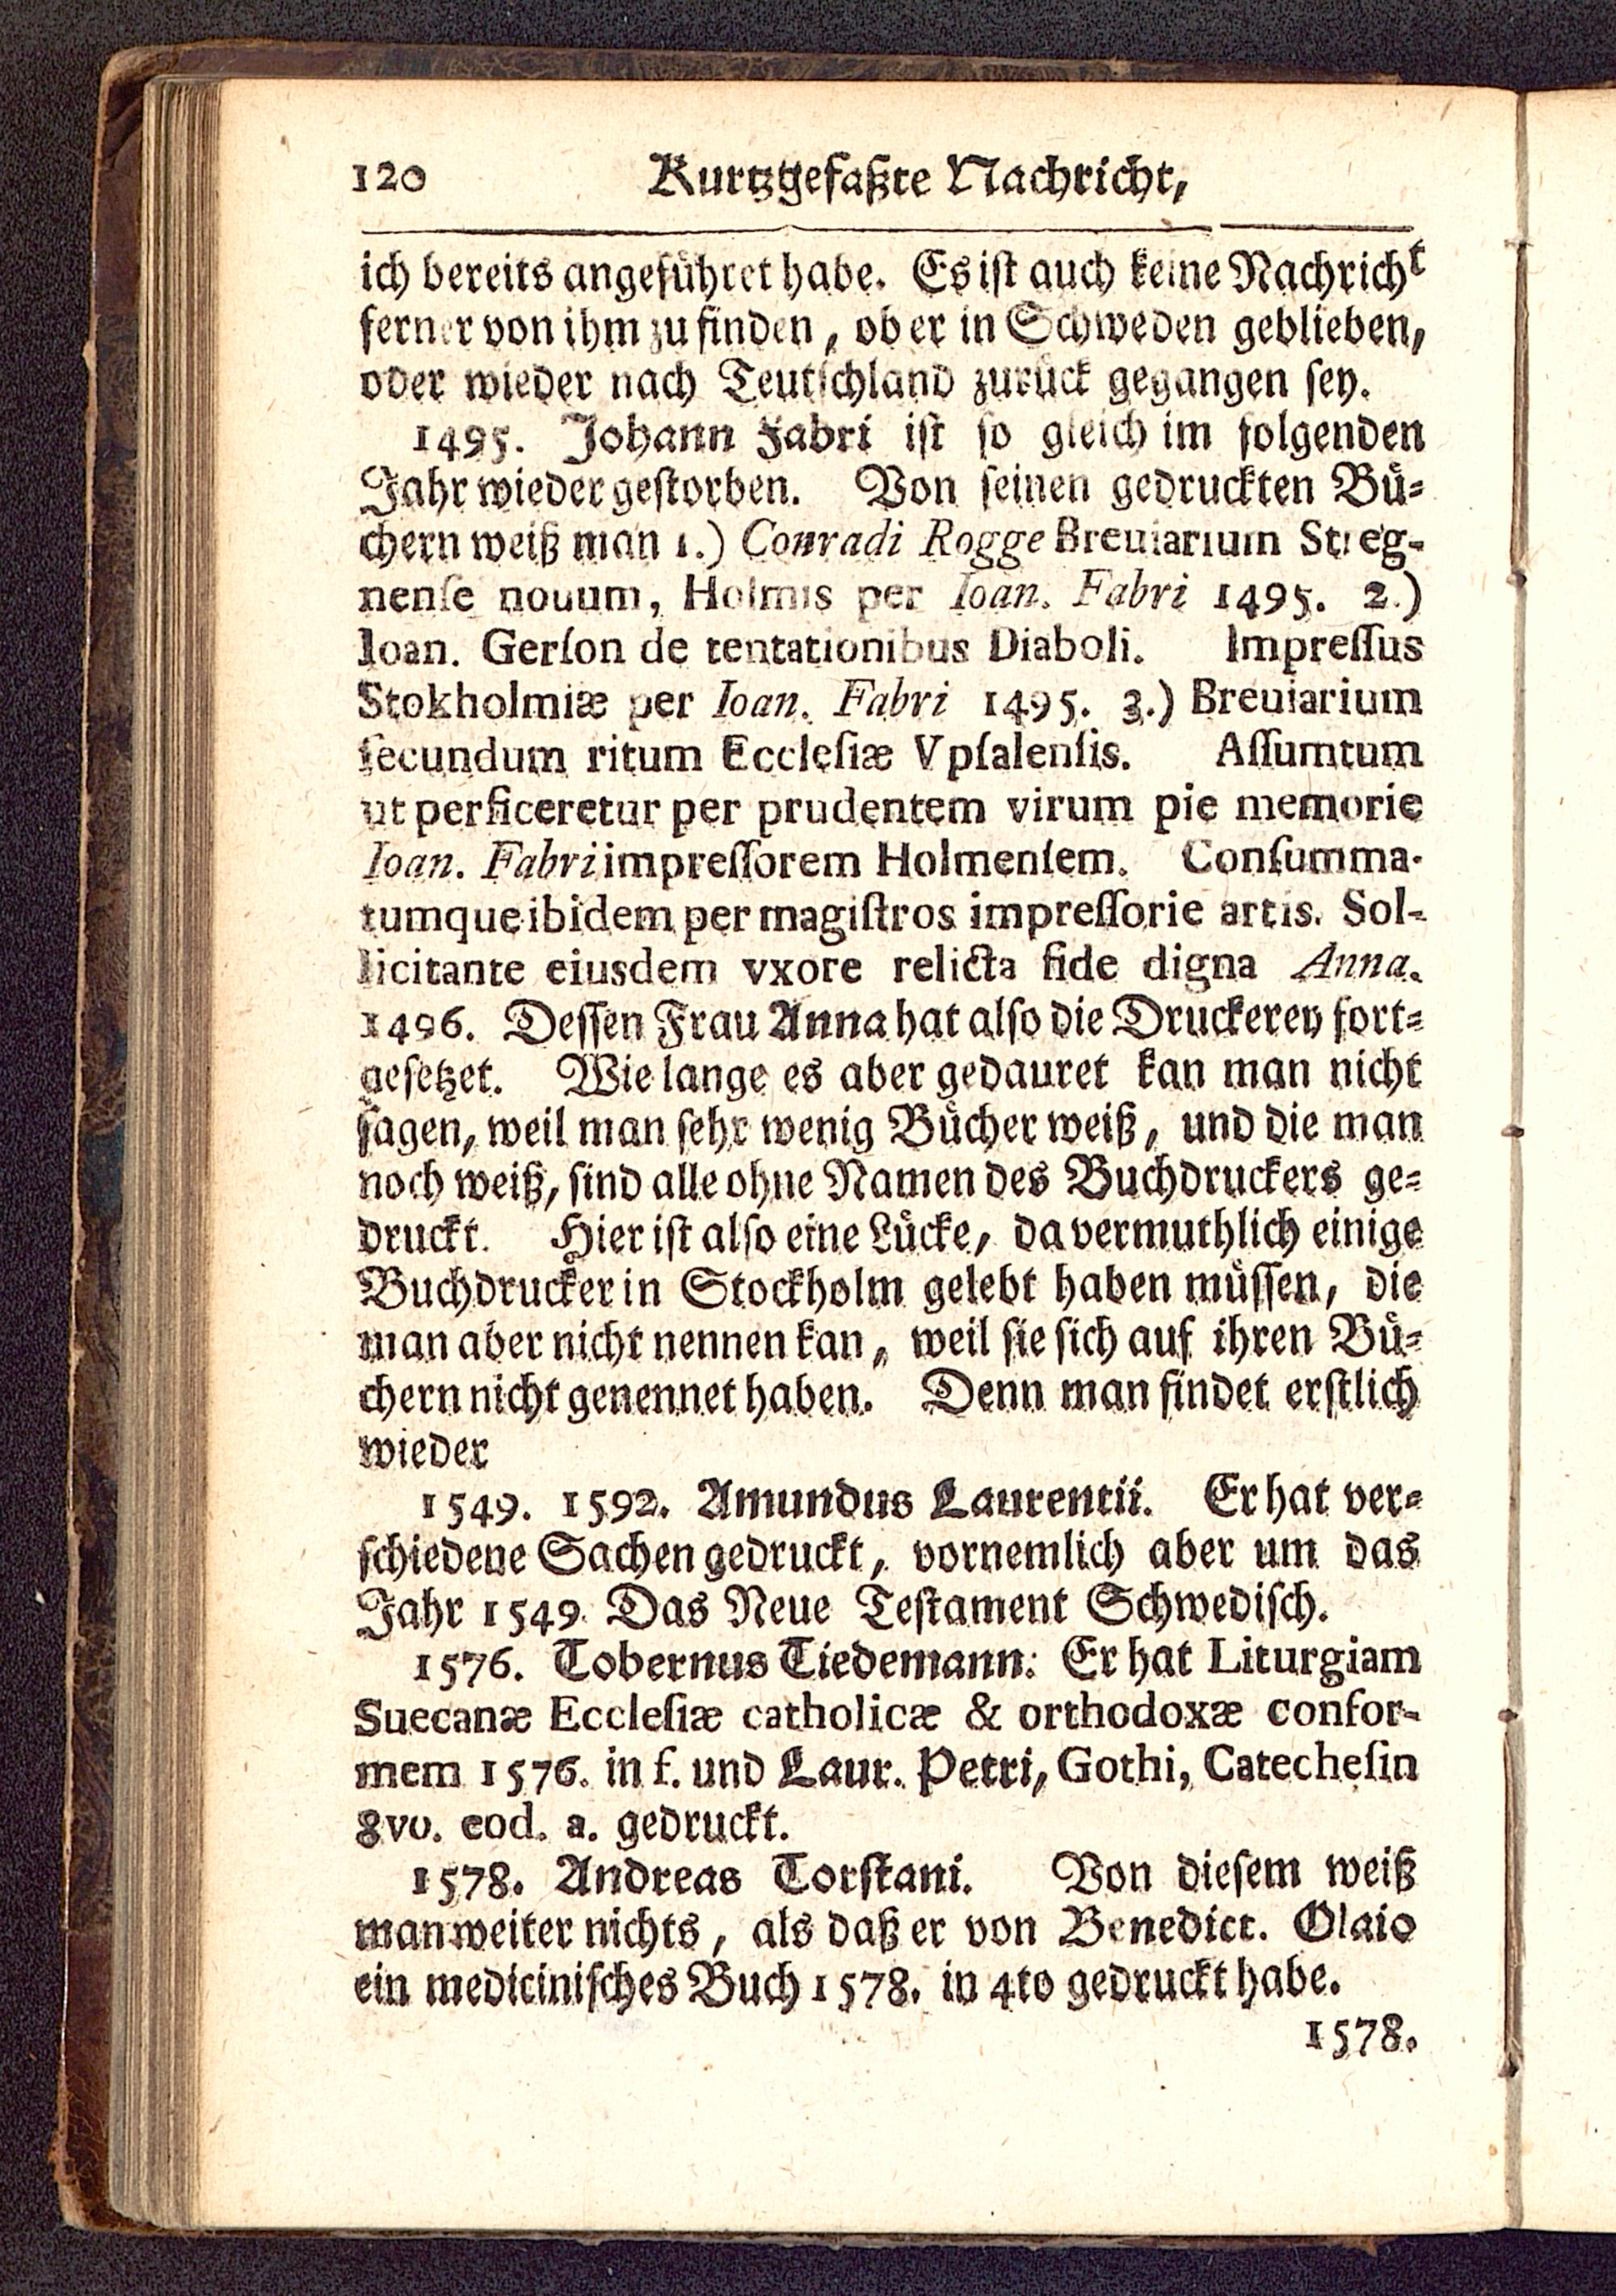 120 Kurtzgefaßte Nachricht,
ich bereits angeführet habe. Es ist auch keine Nachricht
ferner von ihm zu finden, ob er in Schweden geblieben,
oder wieder nach Teutschland zurück gegangen sey.
1495. Johann Fabri ist so gleich im folgenden
Jahr wieder gestorben. Von seinen gedruckten Bü-
chern weiß man 1.) Conradi Rogge Breuiarium Streg-
nense nouum, Holmis per Ioan. Fabri 1495. 2.)
Ioan. Gerson de tentationibus Diaboli. Impressus
Stokholmiæ per Ioan. Fabri 1495. 3.) Breuiarium
secundum ritum Ecclesiæ Vpsalensis. Assumtum
ut perficeretur per prudentem virum pie memorie
Ioan. Fabri impressorem Holmensem. Consumma-
tumque ibidem per magistros impressorie artis. Sol-
licitante eiusdem vxore relicta fide digna Anna.
1496. Dessen Frau Anna hat also die Druckerey fort-
gesetzet. Wie lange es aber gedauret kan man nicht
sagen, weil man sehr wenig Bücher weiß, und die man
noch weiß, sind alle ohne Namen des Buchdruckers ge-
druckt. Hier ist also eine Lücke, da vermuthlich einige
Buchdrucker in Stockholm gelebt haben müssen, die
man aber nicht nennen kan, weil sie sich auf ihren Bü-
chern nicht genennet haben. Denn man findet erstlich
wieder
1549. 1592. Amundus Laurentii. Er hat ver-
schiedene Sachen gedruckt, vornemlich aber um das
Jahr 1549. Das Neue Testament Schwedisch.
1576. Tobernus Tiedemann: Er hat Liturgiam
Suecanæ Ecclesiæ catholicæ & orthodoxæ confor-
mem 1576. in f. und Laur. Petri, Gothi, Catechesin
8vo. eod. a. gedruckt.
1578. Andreas Torstani. Von diesem weiß
man weiter nichts, als daß er von Benedict. Olaio
ein medicinisches Buch 1578. in 4to gedruckt habe.
1578.